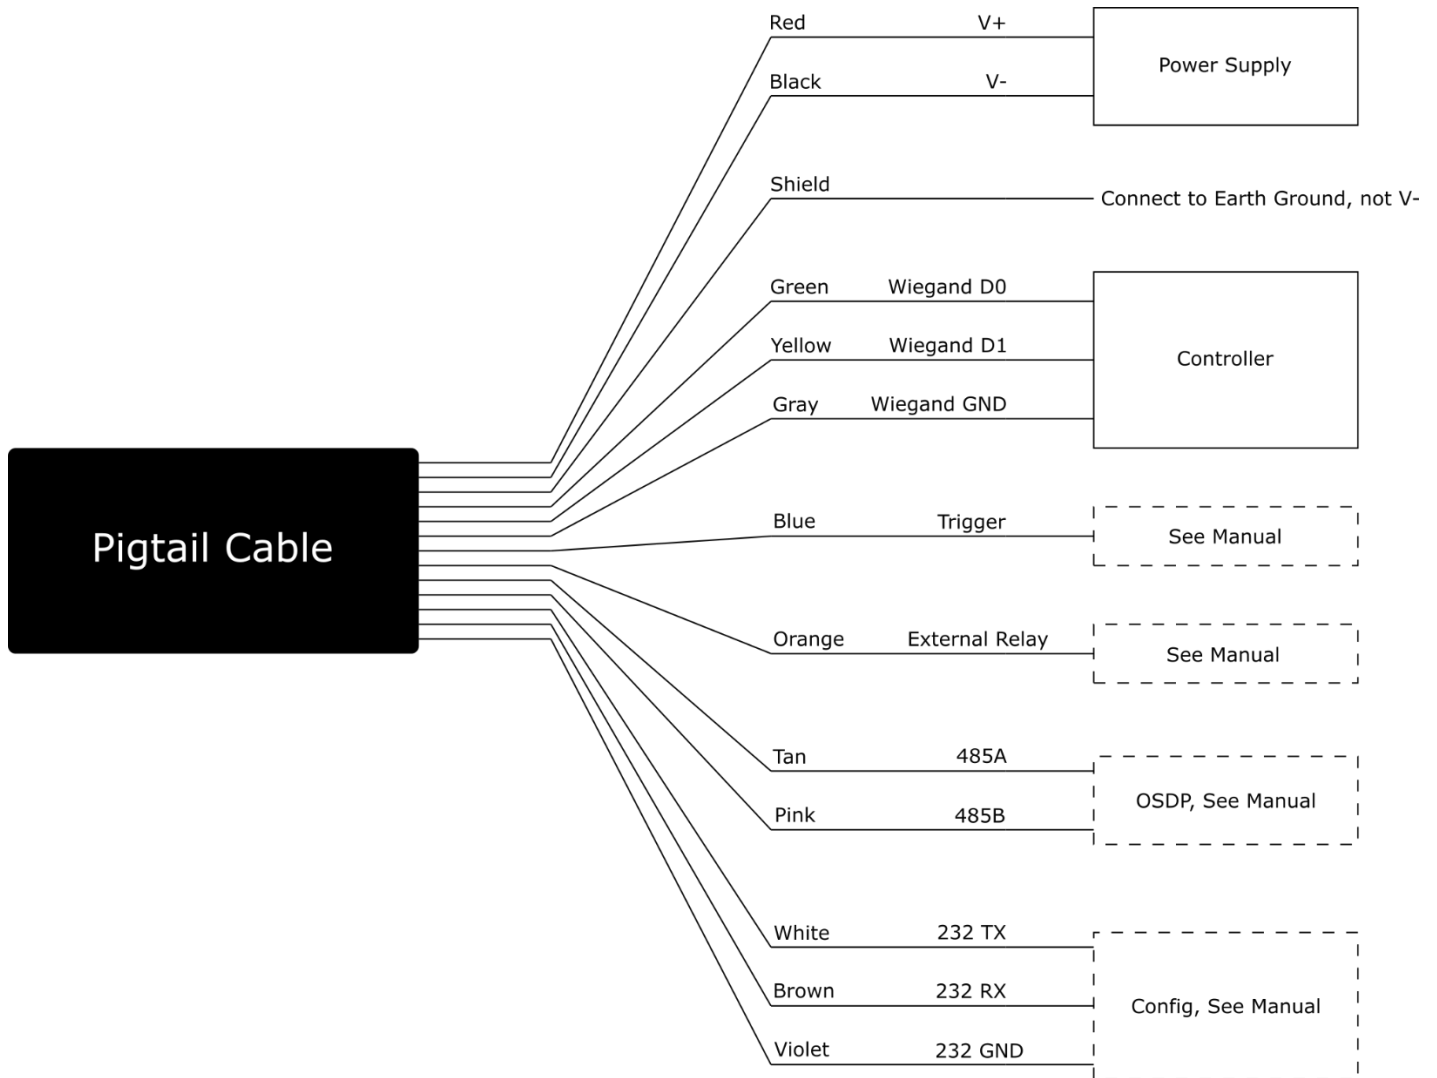 Red V+
Power Supply
Black V-
Shield
Connect to Earth Ground, not V-
Green Wiegand D0
Yellow Wiegand D1
Controller
Gray Wiegand GND
Pigtail Cable
Blue Trigger
See Manual
Orange External Relay
See Manual
Tan 485A
OSDP, See Manual
Pink 485B
White 232 TX
Brown 232 RX
Config, See Manual
Violet 232 GND